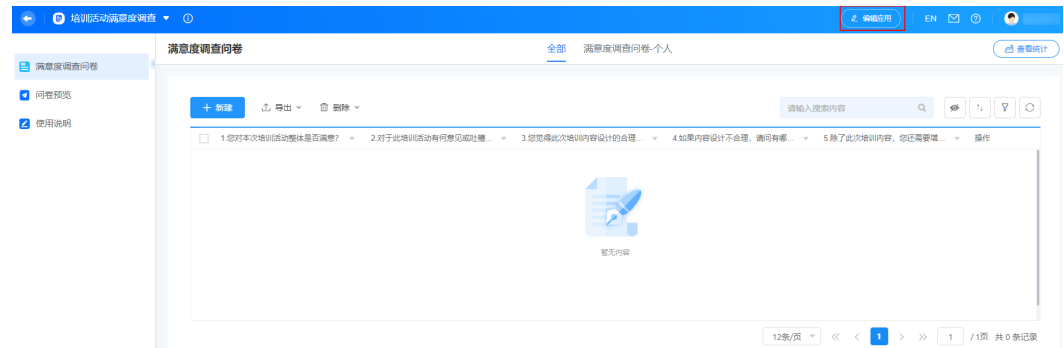 培训活动满意度调查
编辑应用
EN
满意度调查问卷
问卷预览
使用说明
满意度调查问卷
全部
满意度调查问卷-个人
查看统计
新建
导出
删除
请输入搜索内容
1.您对本次培训活动整体是否满意?
2.对于此培训活动有何意见或吐槽...
3.您觉得此次培训内容设计的合理...
4.如果内容设计不合理，请问有哪...
5.除了此次培训内容，您还需要增...
操作
暂无内容
12条/页
1
1
/1页
共0条记录